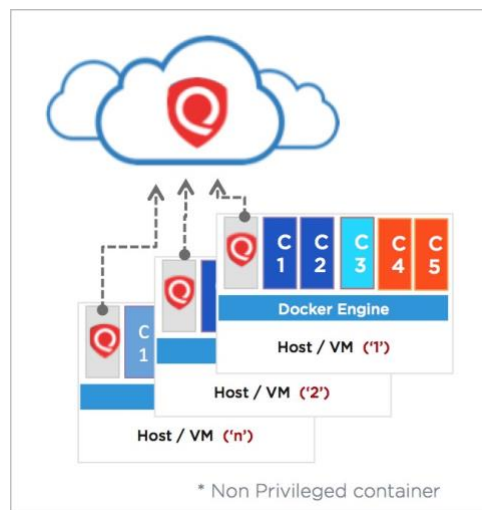 C 1
C 2
C 3
C 4
C 5
Docker Engine
Host / VM ('1')
Host / VM ('2')
C 1
Host / VM ('n')
* Non Privileged container